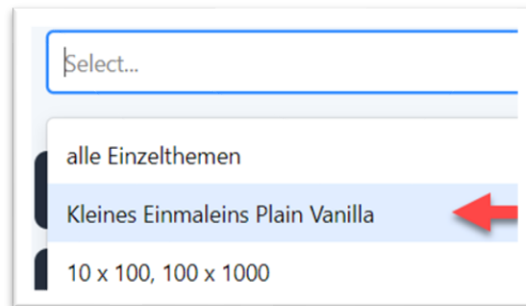 Select...
alle Einzelthemen
Kleines Einmaleins Plain Vanilla
10 x 100, 100 x 1000